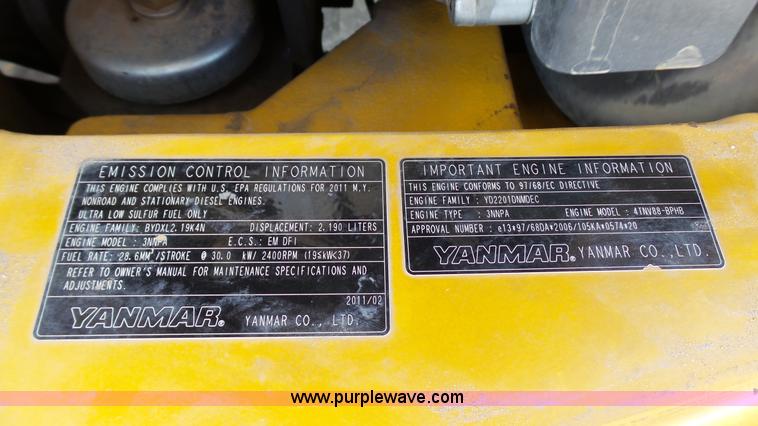 EMISSION CONTROL INFORMATION
THIS ENGINE COMPLIES WITH U.S. EPA REGULATIONS FOR 2011 M.Y.
NONROAD AND STATIONARY DIESEL ENGINES.
ULTRA LOW SULFUR FUEL ONLY
ENGINE FAMILY: BYDXL2.19K4N DISPLACEMENT: 2.190 LITERS
ENGINE MODEL: 3NNPA E.C.S.: EM DFI
FUEL RATE: 28.6MM³/STROKE @ 30.0 kW/ 2400RPM (19≤kW<37)
REFER TO OWNER'S MANUAL FOR MAINTENANCE SPECIFICATIONS AND
ADJUSTMENTS.
2011/02
YANMAR® YANMAR CO., LTD.
IMPORTANT ENGINE INFORMATION
THIS ENGINE CONFORMS TO 97/68/EC DIRECTIVE
ENGINE FAMILY: YD2201DNMDEC
ENGINE TYPE: 3NNPA ENGINE MODEL: 4TNV88-BPHB
APPROVAL NUMBER: e13*97/68DA*2006/105KA*0574*20
YANMAR® YANMAR CO., LTD.
www.purplewave.com